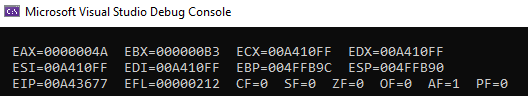 Microsoft Visual Studio Debug Console
EAX=0000004A EBX=000000B3 ECX=00A410FF EDX=00A410FF
ESI=00A410FF EDI=00A410FF EBP=004FFB9C ESP=004FFB90
EIP=00A43677 EFL=00000212 CF=0 SF=0 ZF=0 OF=0 AF=1 PF=0